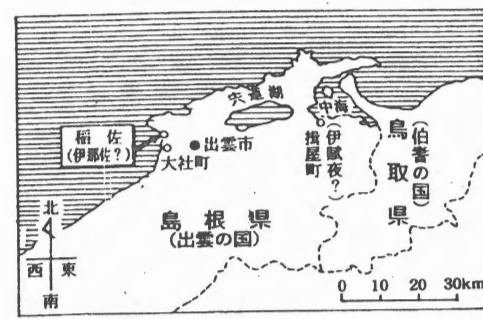 宍道湖
中海
稲佐
(伊那佐?)
大社町
出雲市
揖屋町
(伊賦夜?)
鳥取県
(伯耆の国)
島根県
(出雲の国)
北
西 東
南
0 10 20 30km